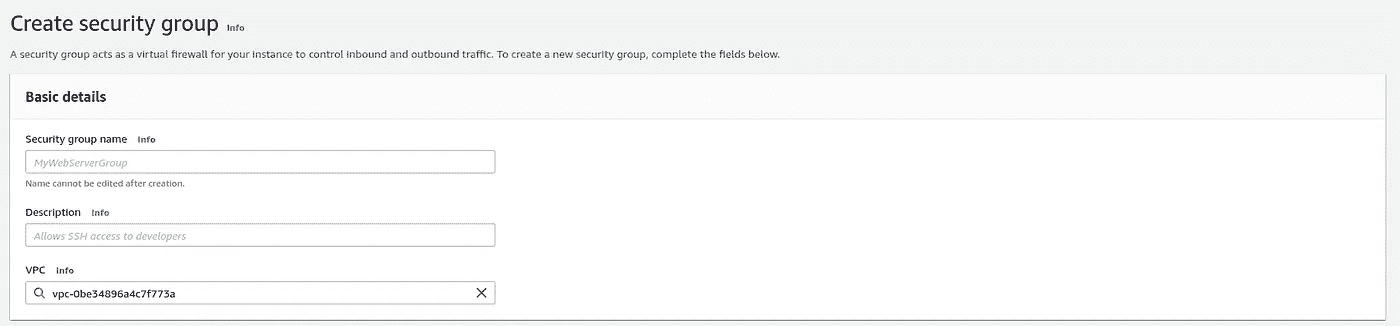 Create security group Info
A security group acts as a virtual firewall for your instance to control inbound and outbound traffic. To create a new security group, complete the fields below.
Basic details
Security group name Info
MyWebServerGroup
Name cannot be edited after creation.
Description Info
Allows SSH access to developers
VPC Info
vpc-0be34896a4c7f773a